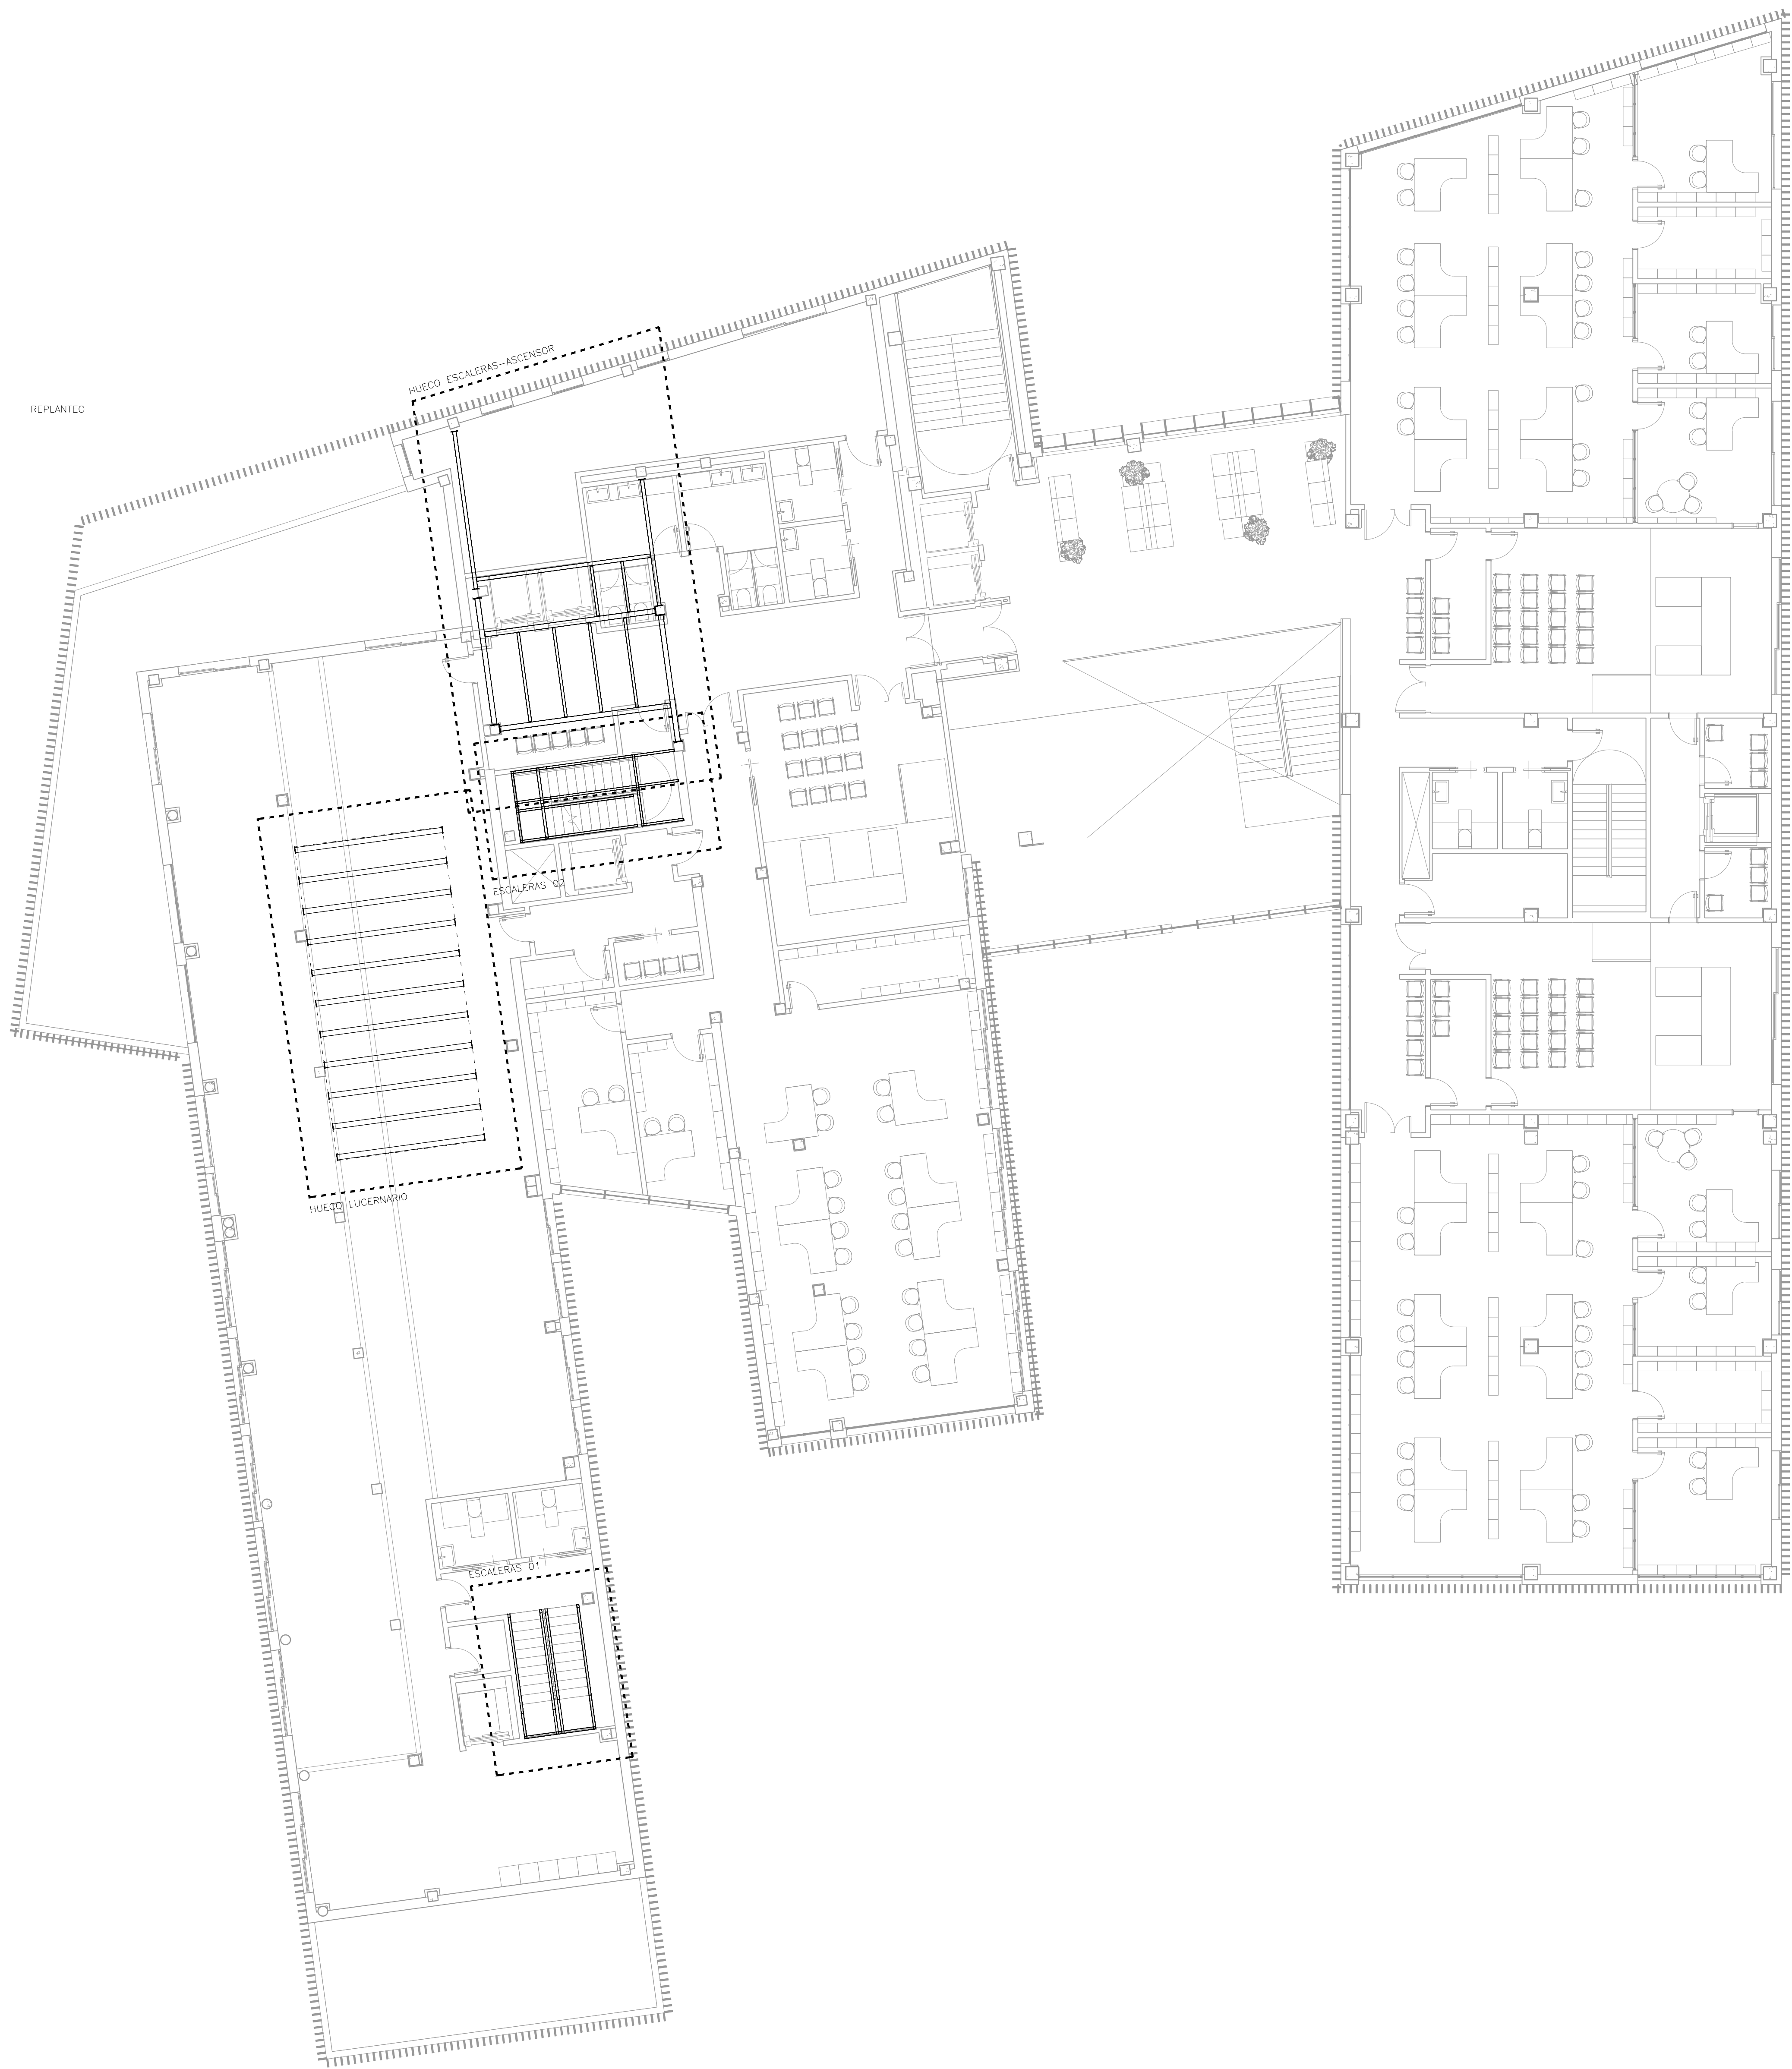 HUECO ESCALERAS-ASCENSOR
REPLANTEO
ESCALERAS 02
HUECO LUCERNARIO
ESCALERAS 01